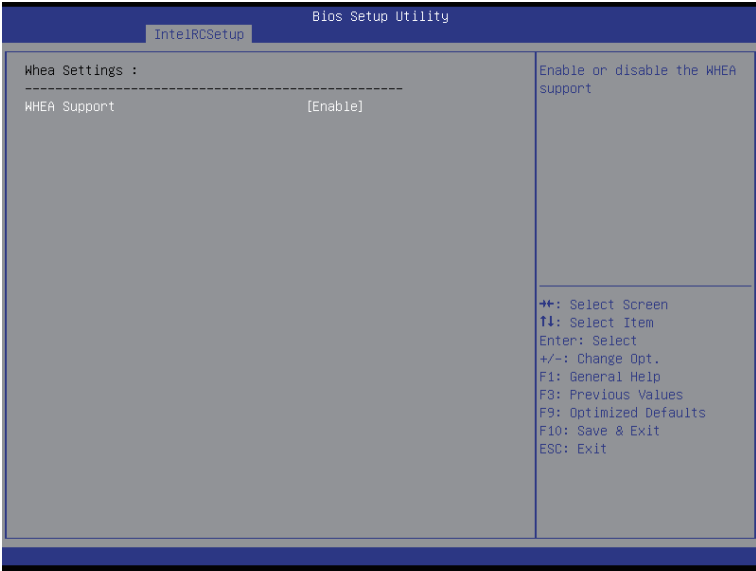 Bios Setup Utility
IntelRCSetup
Whea Settings :
--------------------------------------------------
WHEA Support [Enable]
Enable or disable the WHEA
support
→←: Select Screen
↑↓: Select Item
Enter: Select
+/-: Change Opt.
F1: General Help
F3: Previous Values
F9: Optimized Defaults
F10: Save & Exit
ESC: Exit